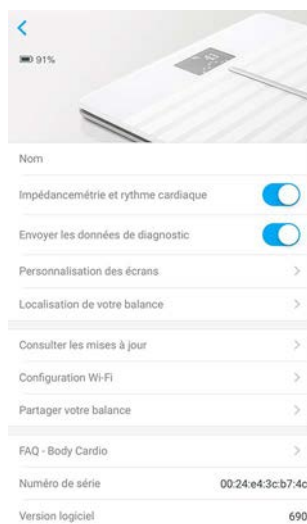 91%
Nom
Impédancemétrie et rythme cardiaque
Envoyer les données de diagnostic
Personnalisation des écrans
Localisation de votre balance
Consulter les mises à jour
Configuration Wi-Fi
Partager votre balance
FAQ - Body Cardio
Numéro de série 00:24:e4:3c:b7:4c
Version logiciel 690